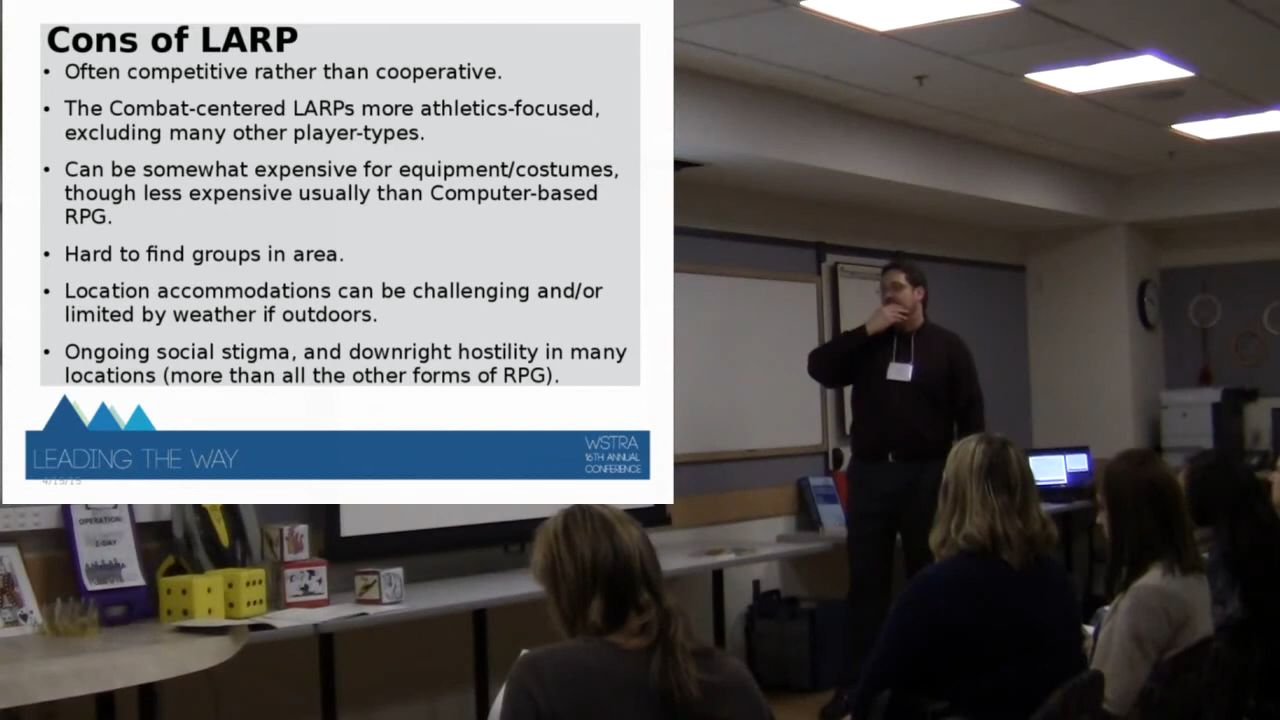 Cons of LARP
• Often competitive rather than cooperative.
• The Combat-centered LARPs more athletics-focused,
excluding many other player-types.
• Can be somewhat expensive for equipment/costumes,
though less expensive usually than Computer-based
RPG.
• Hard to find groups in area.
• Location accommodations can be challenging and/or
limited by weather if outdoors.
• Ongoing social stigma, and downright hostility in many
locations (more than all the other forms of RPG).
LEADING THE WAY
WSTRA
16TH ANNUAL
CONFERENCE
4/15/15
OPERATION:
Z-DAY